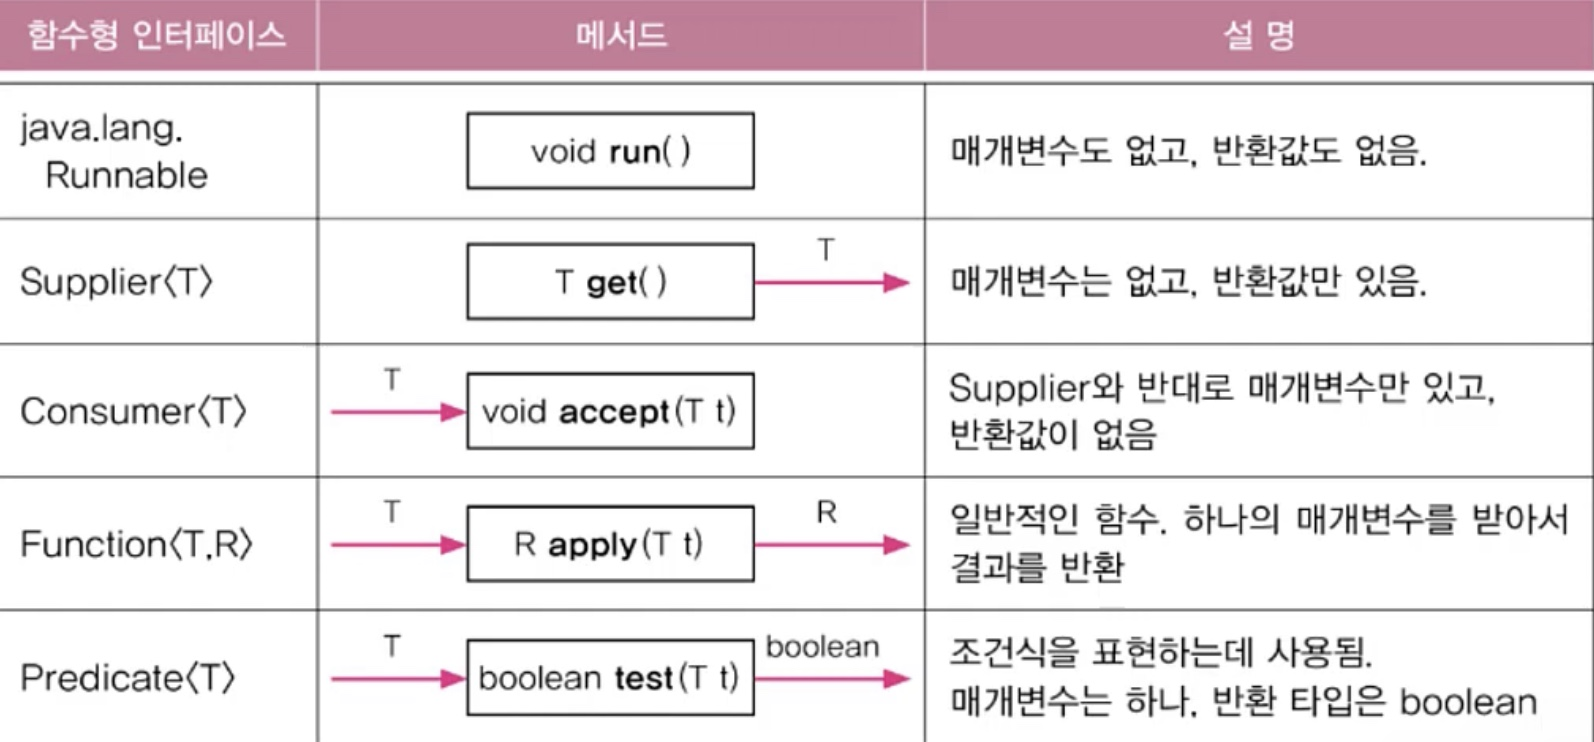 함수형 인터페이스 메서드 설 명
java.lang.
Runnable
void run( )
매개변수도 없고, 반환값도 없음.
Supplier〈T〉
T get( )
T
매개변수는 없고, 반환값만 있음.
Consumer〈T〉
T
void accept(T t)
Supplier와 반대로 매개변수만 있고,
반환값이 없음
Function〈T,R〉
T
R apply(T t)
R
일반적인 함수. 하나의 매개변수를 받아서
결과를 반환
Predicate〈T〉
T
boolean test(T t)
boolean
조건식을 표현하는데 사용됨.
매개변수는 하나, 반환 타입은 boolean